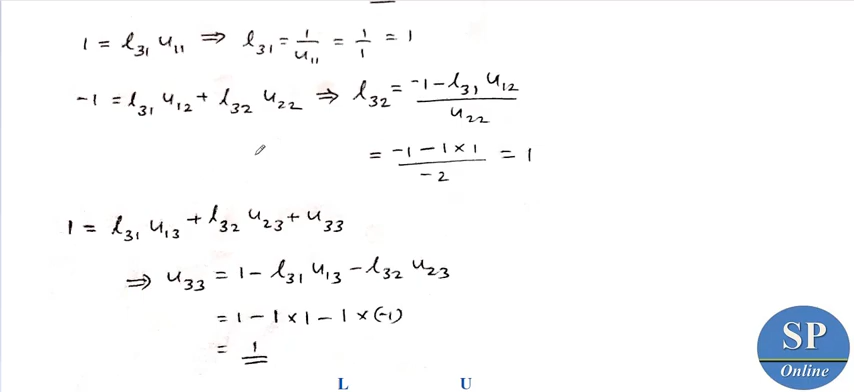 1 = l₃₁ u₁₁ ⇒ l₃₁ = 1/u₁₁ = 1/1 = 1
-1 = l₃₁ u₁₂ + l₃₂ u₂₂ ⇒ l₃₂ = (-1 - l₃₁ u₁₂)/u₂₂
= (-1 - 1 × 1)/(-2) = 1
1 = l₃₁ u₁₃ + l₃₂ u₂₃ + u₃₃
⇒ u₃₃ = 1 - l₃₁ u₁₃ - l₃₂ u₂₃
= 1 - 1 × 1 - 1 × (-1)
= 1
SP
Online
L U